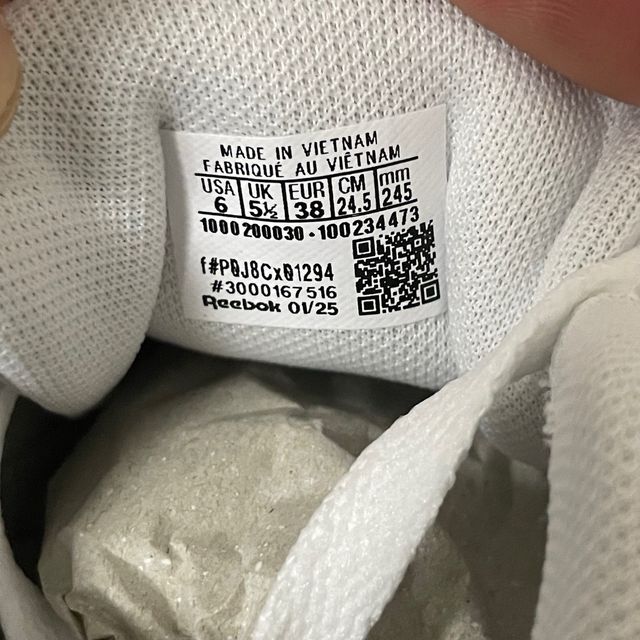 MADE IN VIETNAM
FABRIQUÉ AU VIÊTNAM
USA UK EUR CM mm
6 5½ 38 24.5 245
1000200030-100234473
f#P0J8Cx01294
#3000167516
Reebok 01/25